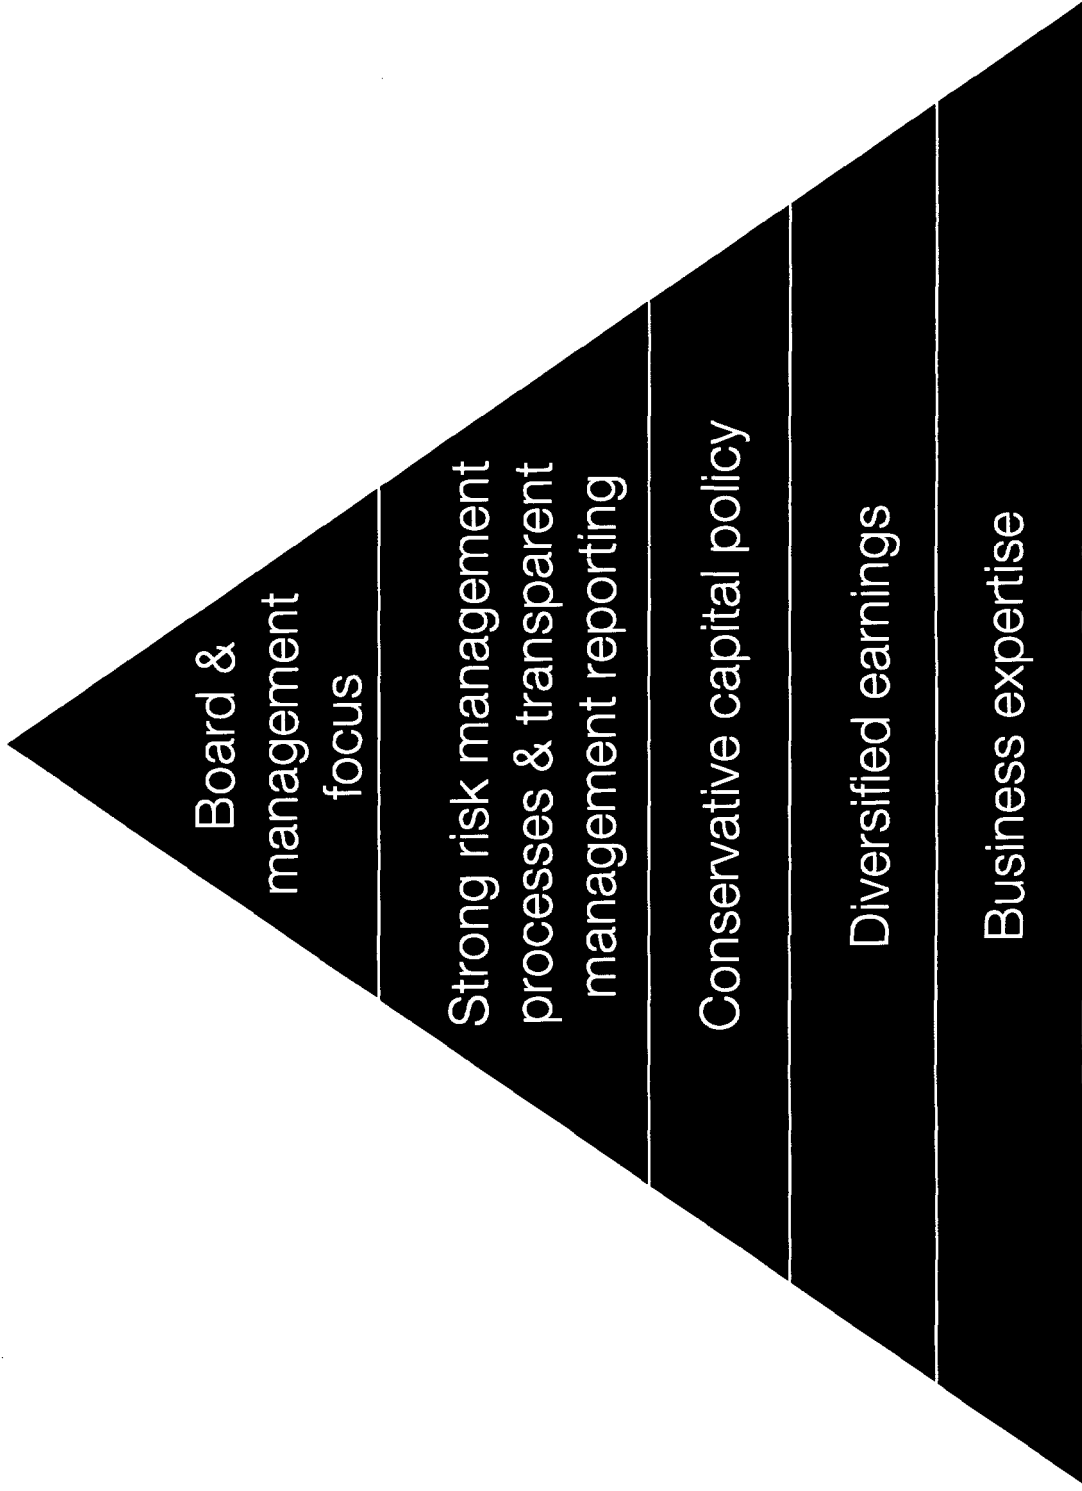 Board &
management
focus
Strong risk management
processes & transparent
management reporting
Conservative capital policy
Diversified earnings
Business expertise